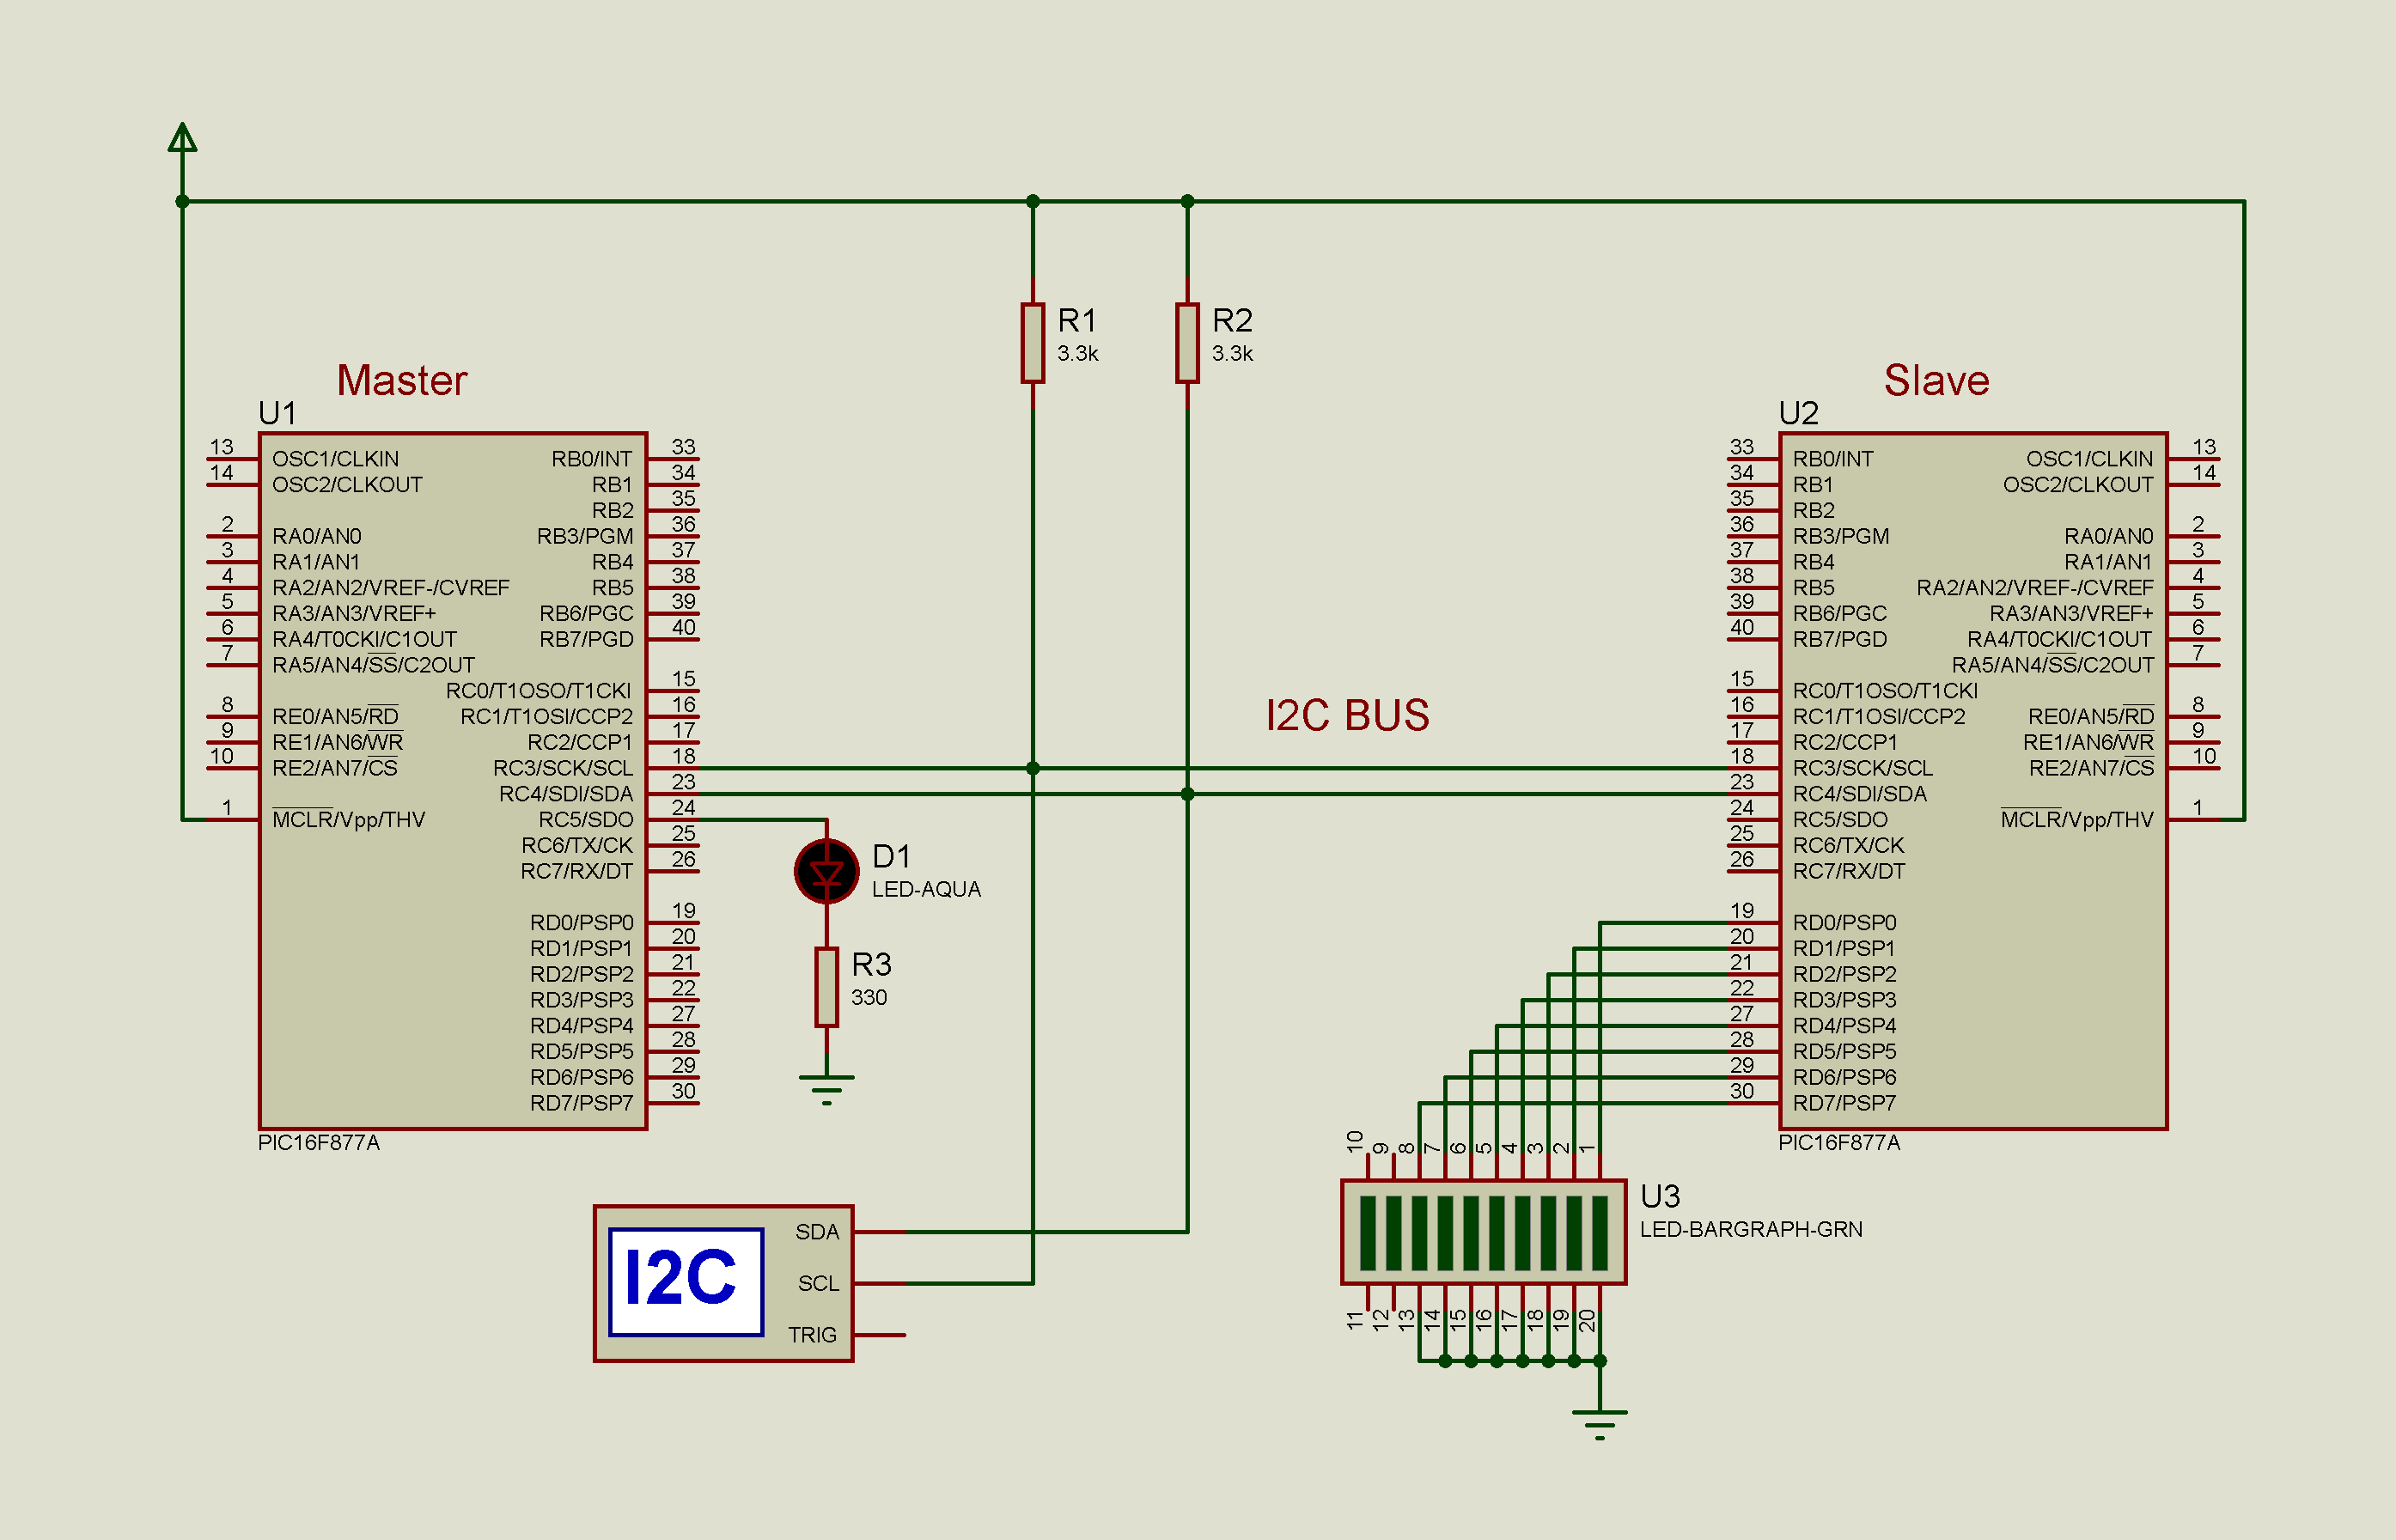 R1
3.3k
R2
3.3k
Master
U1
13 OSC1/CLKIN
14 OSC2/CLKOUT
2 RA0/AN0
3 RA1/AN1
4 RA2/AN2/VREF-/CVREF
5 RA3/AN3/VREF+
6 RA4/T0CKI/C1OUT
7 RA5/AN4/SS/C2OUT
8 RE0/AN5/RD
9 RE1/AN6/WR
10 RE2/AN7/CS
1 MCLR/Vpp/THV
RB0/INT 33
RB1 34
RB2 35
RB3/PGM 36
RB4 37
RB5 38
RB6/PGC 39
RB7/PGD 40
RC0/T1OSO/T1CKI 15
RC1/T1OSI/CCP2 16
RC2/CCP1 17
RC3/SCK/SCL 18
RC4/SDI/SDA 23
RC5/SDO 24
RC6/TX/CK 25
RC7/RX/DT 26
RD0/PSP0 19
RD1/PSP1 20
RD2/PSP2 21
RD3/PSP3 22
RD4/PSP4 27
RD5/PSP5 28
RD6/PSP6 29
RD7/PSP7 30
PIC16F877A
D1
LED-AQUA
R3
330
I2C BUS
Slave
U2
33 RB0/INT
34 RB1
35 RB2
36 RB3/PGM
37 RB4
38 RB5
39 RB6/PGC
40 RB7/PGD
15 RC0/T1OSO/T1CKI
16 RC1/T1OSI/CCP2
17 RC2/CCP1
18 RC3/SCK/SCL
23 RC4/SDI/SDA
24 RC5/SDO
25 RC6/TX/CK
26 RC7/RX/DT
19 RD0/PSP0
20 RD1/PSP1
21 RD2/PSP2
22 RD3/PSP3
27 RD4/PSP4
28 RD5/PSP5
29 RD6/PSP6
30 RD7/PSP7
OSC1/CLKIN 13
OSC2/CLKOUT 14
RA0/AN0 2
RA1/AN1 3
RA2/AN2/VREF-/CVREF 4
RA3/AN3/VREF+ 5
RA4/T0CKI/C1OUT 6
RA5/AN4/SS/C2OUT 7
RE0/AN5/RD 8
RE1/AN6/WR 9
RE2/AN7/CS 10
MCLR/Vpp/THV 1
PIC16F877A
I2C
SDA
SCL
TRIG
10 9 8 7 6 5 4 3 2 1
U3
LED-BARGRAPH-GRN
11 12 13 14 15 16 17 18 19 20